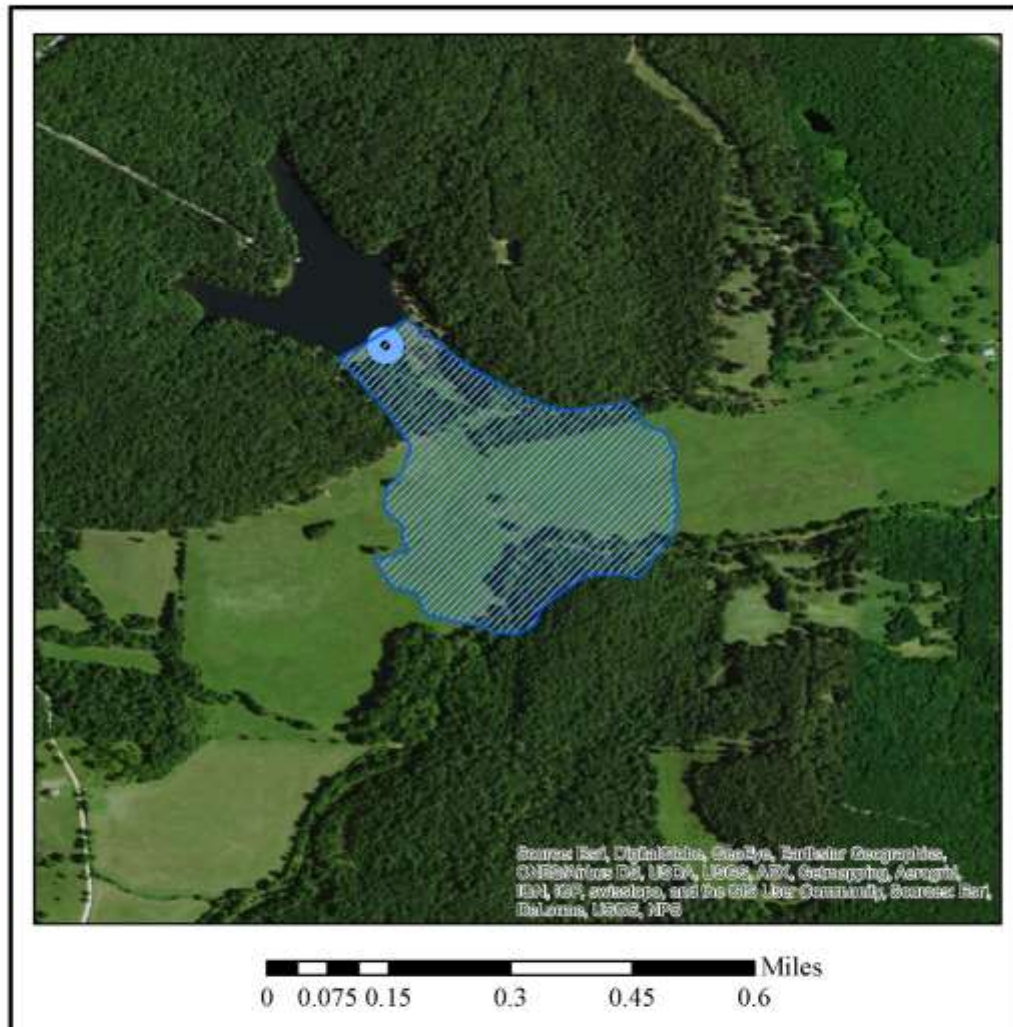 Source: Esri, DigitalGlobe, GeoEye, Earthstar Geographics,
CNES/Airbus DS, USDA, USGS, AEX, Getmapping, Aerogrid,
IGN, IGP, swisstopo, and the GIS User Community, Sources: Esri,
DeLorme, USGS, NPS
Miles
0 0.075 0.15 0.3 0.45 0.6